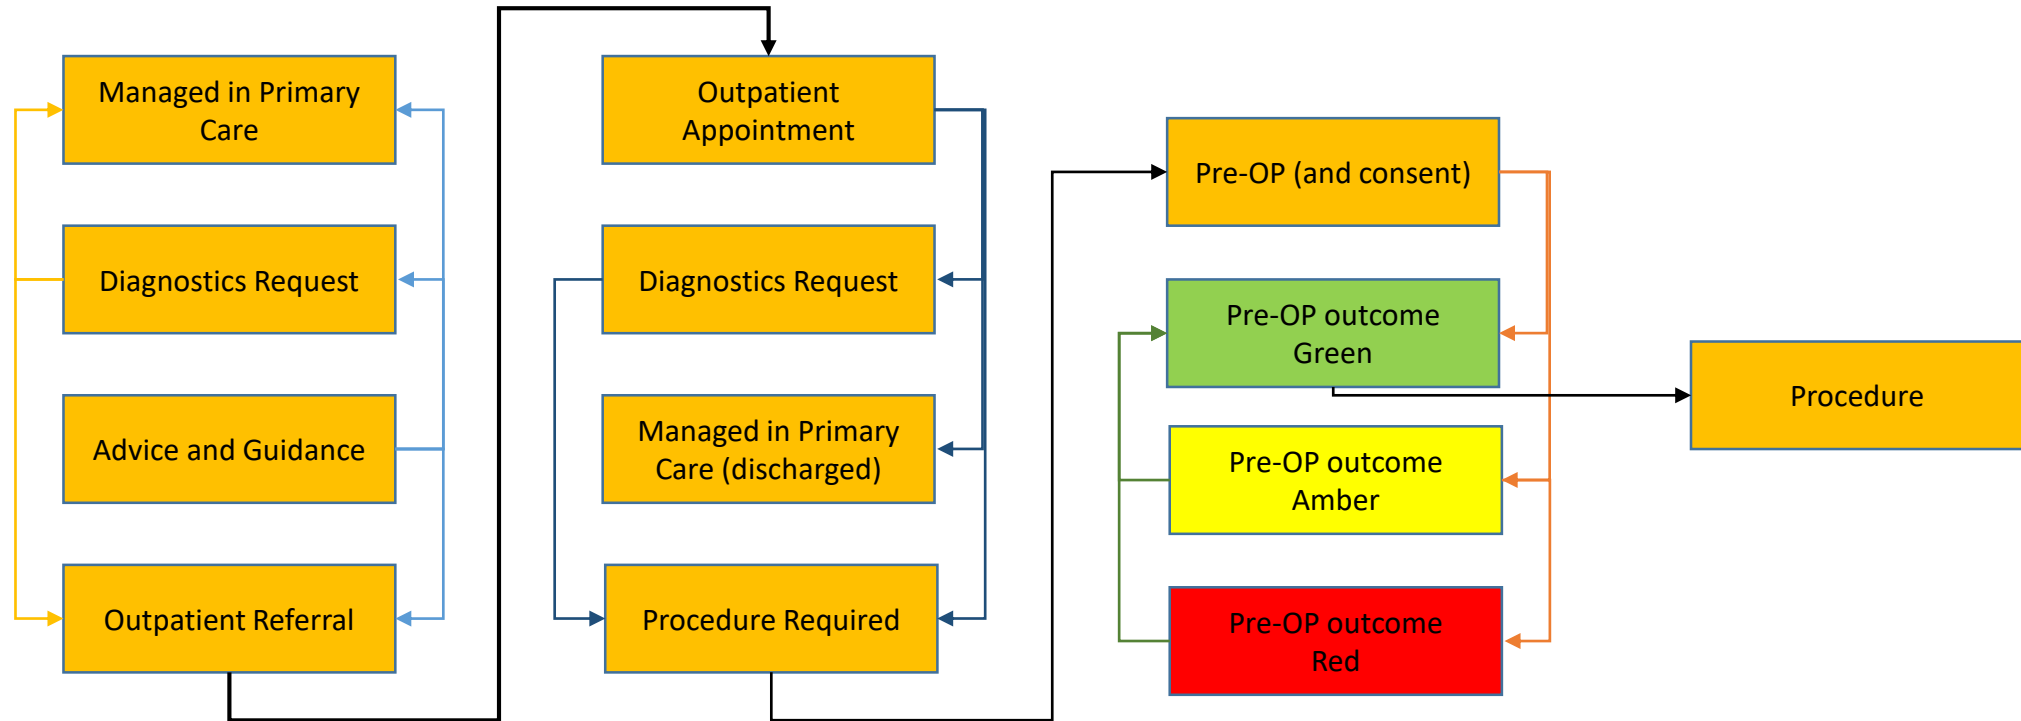 Managed in Primary
Care
Diagnostics Request
Advice and Guidance
Outpatient Referral
Outpatient
Appointment
Diagnostics Request
Managed in Primary
Care (discharged)
Procedure Required
Pre-OP (and consent)
Pre-OP outcome
Green
Pre-OP outcome
Amber
Pre-OP outcome
Red
Procedure